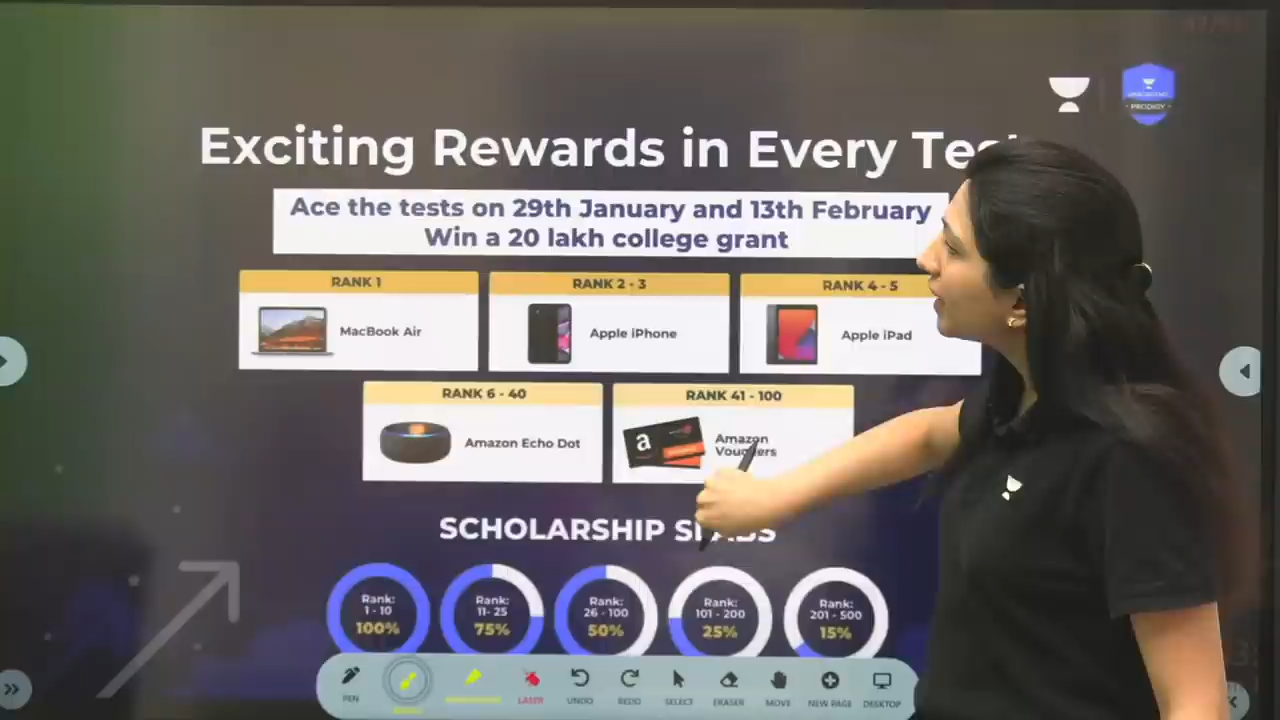 PRODIGY
Exciting Rewards in Every
Ace the tests on 29th January and 13th February
Win a 20 lakh college grant
RANK 1
MacBook Air
RANK 2 - 3
Apple iPhone
RANK 4 - 5
Apple iPad
RANK 6 - 40
Amazon Echo Dot
RANK 41 - 100
a
Amazon
Vouchers
SCHOLARSHIP SLABS
Rank:
1 - 10
100%
Rank:
11- 25
75%
Rank:
26 - 100
50%
Rank:
101 - 200
25%
Rank:
201 - 500
15%
PEN
LASER
UNDO
REDO
SELECT
ERASER
MOVE
NEW PAGE
DESKTOP